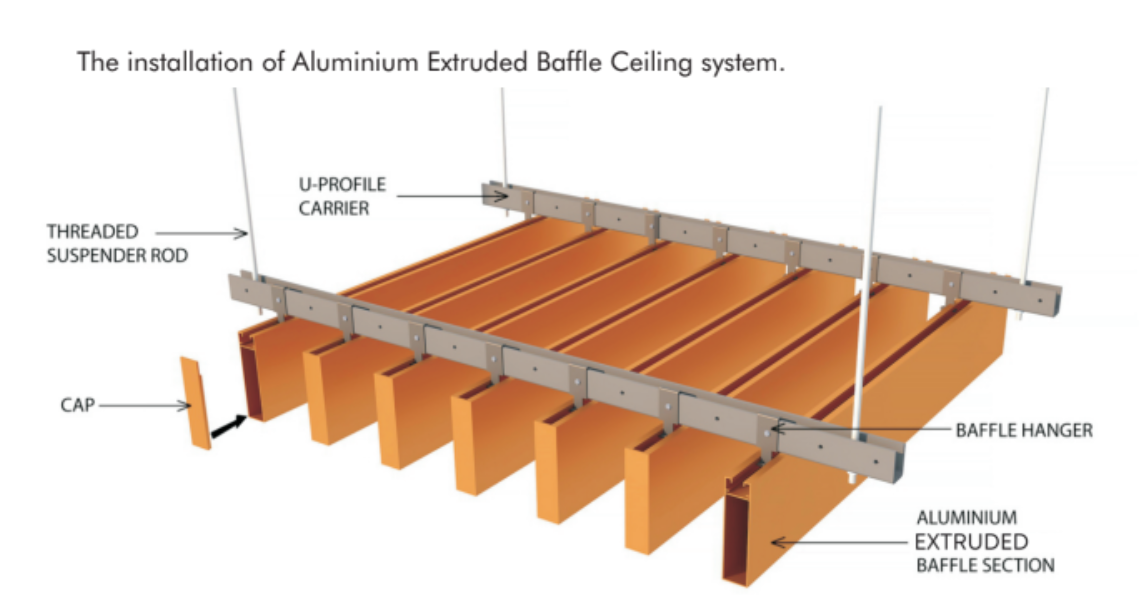 The installation of Aluminium Extruded Baffle Ceiling system.
U-PROFILE
CARRIER
THREADED
SUSPENDER ROD
CAP
BAFFLE HANGER
ALUMINIUM
EXTRUDED
BAFFLE SECTION